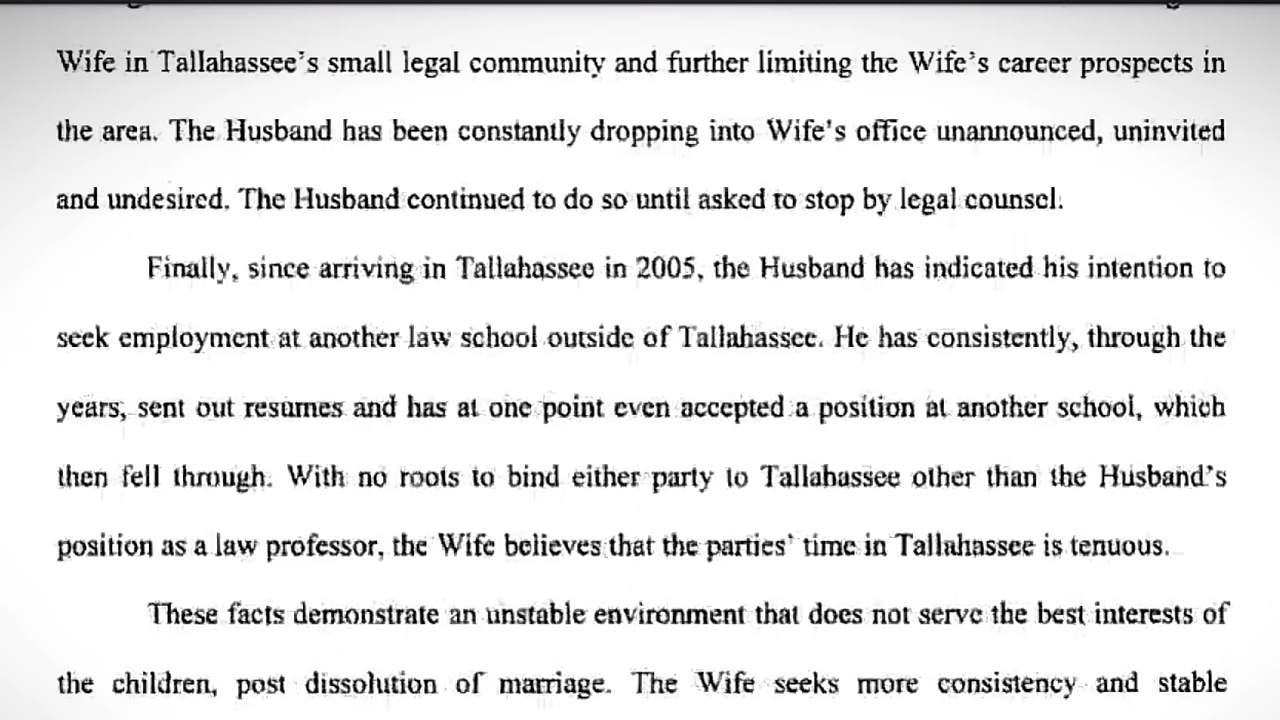 Wife in Tallahassee's small legal community and further limiting the Wife's career prospects in
the area. The Husband has been constantly dropping into Wife's office unannounced, uninvited
and undesired. The Husband continued to do so until asked to stop by legal counsel.
Finally, since arriving in Tallahassee in 2005, the Husband has indicated his intention to
seek employment at another law school outside of Tallahassee. He has consistently, through the
years, sent out resumes and has at one point even accepted a position at another school, which
then fell through. With no roots to bind either party to Tallahassee other than the Husband's
position as a law professor, the Wife believes that the parties' time in Tallahassee is tenuous.
These facts demonstrate an unstable environment that does not serve the best interests of
the children, post dissolution of marriage. The Wife seeks more consistency and stable